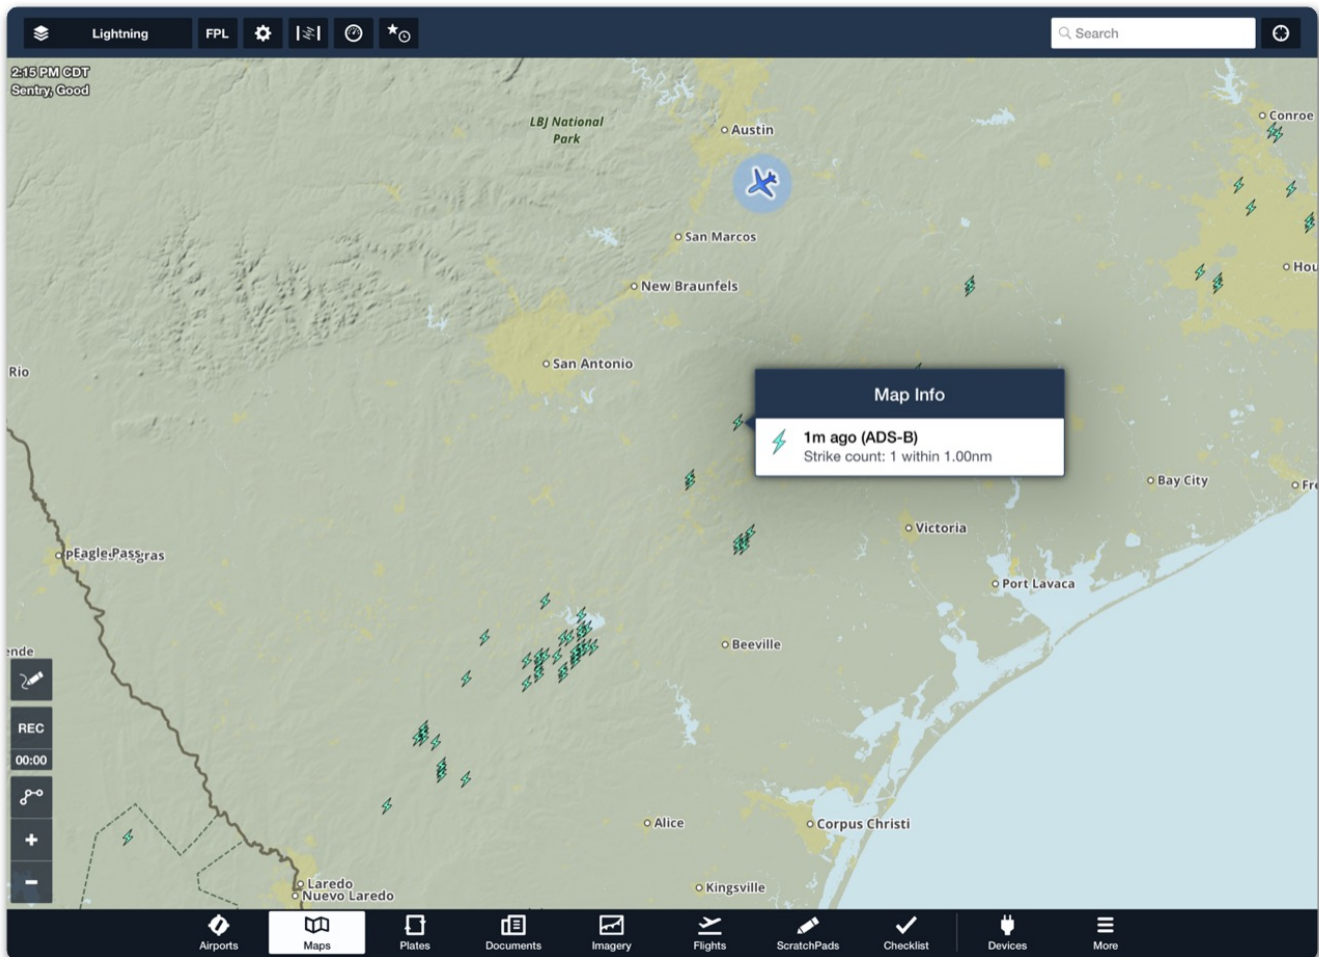 Lightning
FPL
Search
2:15 PM CDT
Sentry, Good
LBJ National
Park
Austin
Conroe
San Marcos
Hou
New Braunfels
San Antonio
Rio
Map Info
1m ago (ADS-B)
Strike count: 1 within 1.00nm
Bay City
Fre
Victoria
Eagle Pass
gras
Port Lavaca
Beeville
ende
REC
00:00
Alice
Corpus Christi
Laredo
Nuevo Laredo
Kingsville
Airports
Maps
Plates
Documents
Imagery
Flights
ScratchPads
Checklist
Devices
More